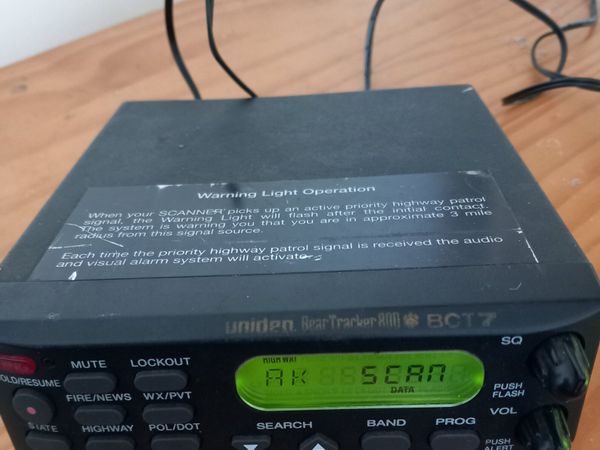 Warning Light Operation
When your SCANNER picks up an active priority highway patrol
signal, the Warning Light will flash after the initial contact.
The system is warning you that you are in approximate 3 mile
radius from this signal source.
Each time the priority highway patrol signal is received the audio
and visual alarm system will activate
uniden BearTracker 800 BCT7
SQ
HIGHWAY
AK SCAN
DATA
MUTE LOCKOUT
HOLD/RESUME
FIRE/NEWS WX/PVT
PUSH
FLASH
VOL
STATE HIGHWAY POL/DOT SEARCH BAND PROG
PUSH
ALERT